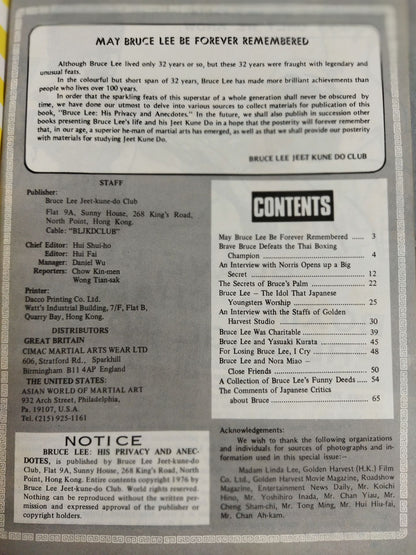 MAY BRUCE LEE BE FOREVER REMEMBERED
Although Bruce Lee lived only 32 years or so, but these 32 years were fraught with legendary and
unusual feats.
In the colourful but short span of 32 years, Bruce Lee has made more brilliant achievements than
people who lives over 100 years.
In order that the sparkling feats of this superstar of a whole generation shall never be obscured by
time, we have done our utmost to delve into various sources to collect materials for publication of this
book, "Bruce Lee: His Privacy and Anecdotes." In the future, we shall also publish in succession other
books presenting Bruce Lee's life and his Jeet Kune Do in a hope that the posterity will forever remember
that, in our age, a superior he-man of martial arts has emerged, as well as that we shall provide our posterity
with materials for studying Jeet Kune Do.
BRUCE LEE JEET KUNE DO CLUB
STAFF
Publisher:
Bruce Lee Jeet-kune-do Club
Flat 9A, Sunny House, 268 King's Road,
North Point, Hong Kong.
Cable: "BLJKDCLUB"
Chief Editor: Hui Shui-ho
Editor: Hui Fai
Manager: Daniel Wu
Reporters: Chow Kin-men
Wong Tian-sak
Printer:
Dacco Printing Co. Ltd.
Watt's Industrial Building, 7/F, Flat B,
Quarry Bay, Hong Kong.
DISTRIBUTORS
GREAT BRITAIN
CIMAC MARTIAL ARTS WEAR LTD
606, Stratford Rd., Sparkhill
Birmingham B11 4AP England
THE UNITED STATES:
ASIAN WORLD OF MARTIAL ART
932 Arch Street, Philadelphia,
Pa. 19107, U.S.A.
Tel. (215) 925-1161
NOTICE
BRUCE LEE: HIS PRIVACY AND ANEC-
DOTES, is published by Bruce Lee Jeet-kune-do
Club, Flat 9A, Sunny House, 268 King's Road, North
Point, Hong Kong. Entire contents copyright 1976 by
Bruce Lee Jeet-kune-do Club. World rights reserved.
Nothing can be reproduced without the written per-
mission and expressed approval of the publisher or
copyright holders.
CONTENTS
May Bruce Lee Be Forever Remembered ..... 3
Brave Bruce Defeats the Thai Boxing
Champion ..... 4
An Interview with Norris Opens up a Big
Secret ..... 12
The Secrets of Bruce's Palm ..... 22
Bruce Lee – The Idol That Japanese
Youngsters Worship ..... 25
An Interview with the Staffs of Golden
Harvest Studio ..... 30
Bruce Lee Was Charitable ..... 39
Bruce Lee and Yasuaki Kurata ..... 45
For Losing Bruce Lee, I Cry ..... 48
Bruce Lee and Nora Miao –
Close Friends ..... 50
A Collection of Bruce Lee's Funny Deeds ..... 54
The Comments of Japanese Critics
about Bruce ..... 65
Acknowledgements:
We wish to thank the following organizations
and individuals for sources of photographs and in-
formation used in this special issue:–
Madam Linda Lee, Golden Harvest (H.K.) Film
Co. Ltd., Golden Harvest Movie Magazine, Roadshow
Magazine, Entertainment News Daily, Mr. Koichi
Hino, Mr. Yoshihiro Inada, Mr. Chan Yiau, Mr.
Cheng Sham-chi, Mr. Tong Ming, Mr. Hui Hiu-fai,
Mr. Chan Ah-kam.